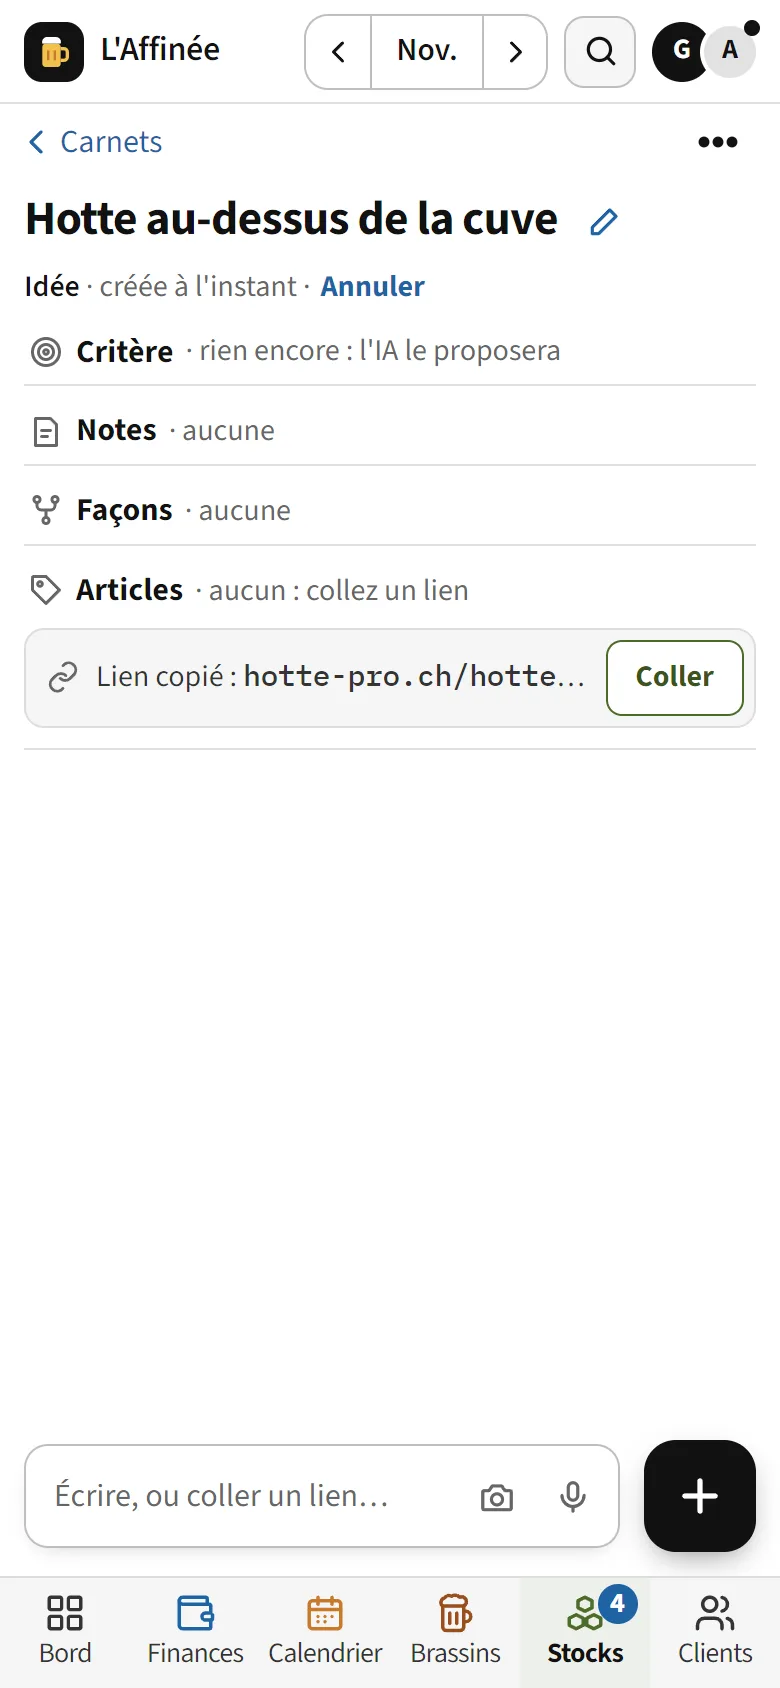 L'Affinée
Nov.
G
A
Carnets
Hotte au-dessus de la cuve
Idée · créée à l'instant · Annuler
Critère · rien encore : l'IA le proposera
Notes · aucune
Façons · aucune
Articles · aucun : collez un lien
Lien copié : hotte-pro.ch/hotte…
Coller
Écrire, ou coller un lien…
4
Bord
Finances
Calendrier
Brassins
Stocks
Clients